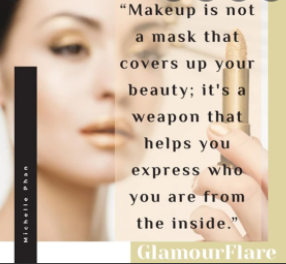 “Makeup is not
a mask that
covers up your
beauty; it's a
weapon that
helps you
express who
you are from
the inside.”
Michelle Phan
GlamourFlare